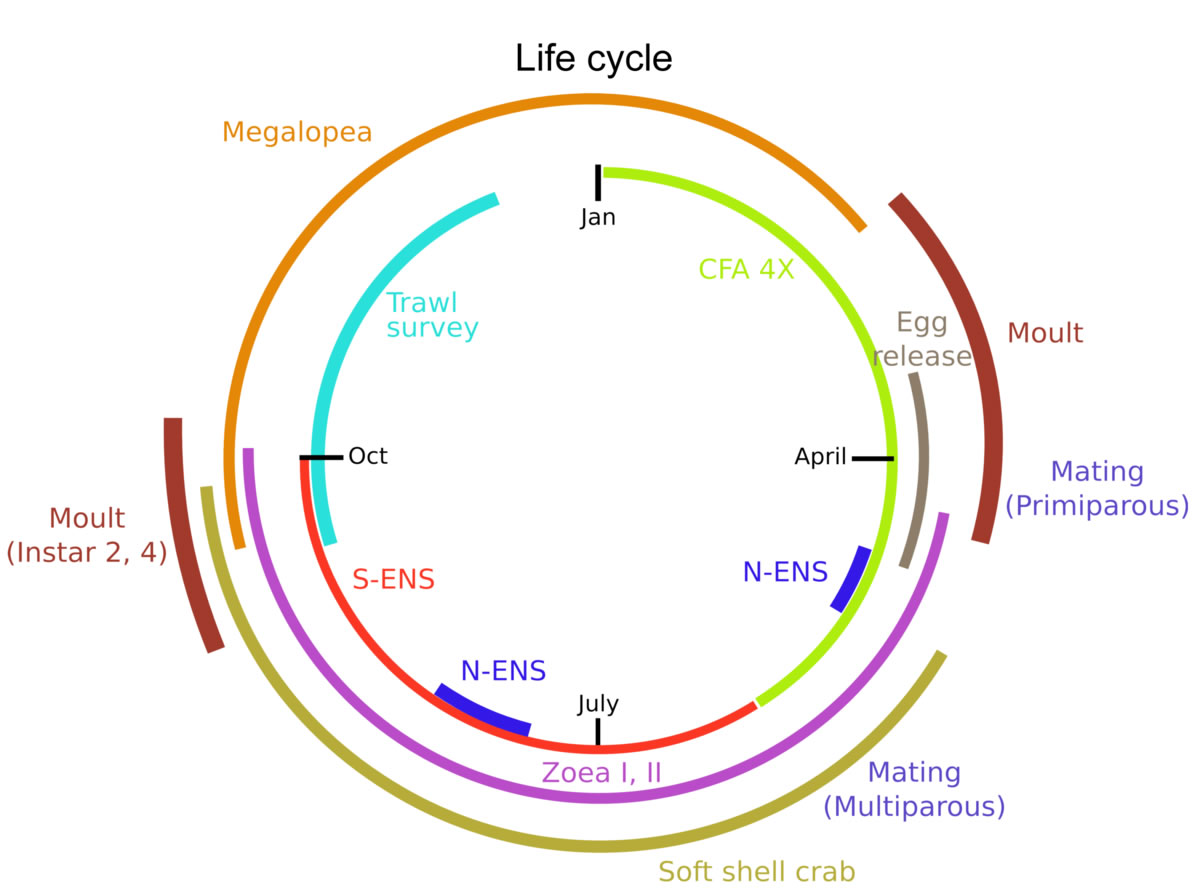 Life cycle
Megalopea
Jan
CFA 4X
Trawl
survey
Egg
release
Moult
Oct
April
Mating
(Primiparous)
Moult
(Instar 2, 4)
S-ENS
N-ENS
N-ENS
July
Zoea I, II
Mating
(Multiparous)
Soft shell crab